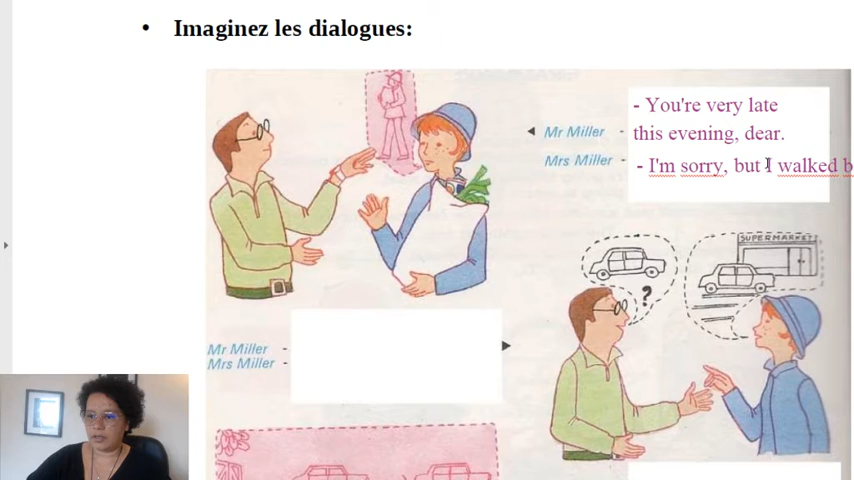 • Imaginez les dialogues:
Mr Miller - - You're very late
this evening, dear.
Mrs Miller - - I'm sorry, but I walked b
SUPERMARKET
?
Mr Miller -
Mrs Miller -